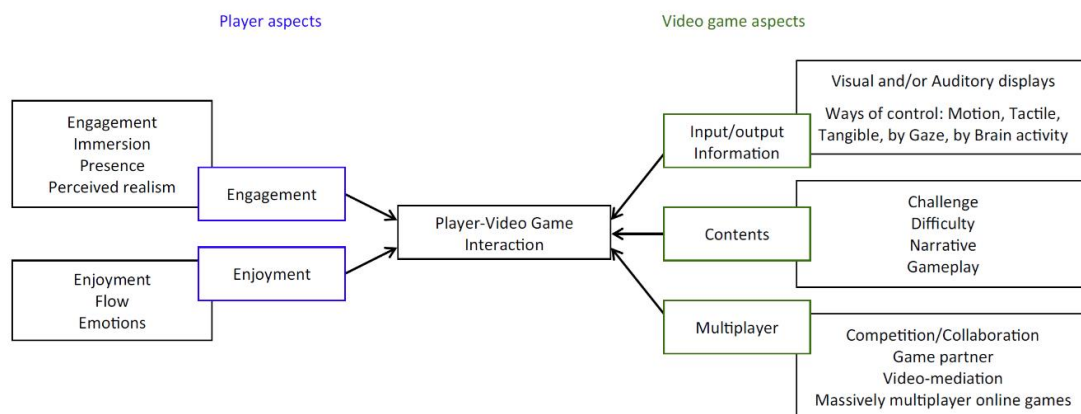 Player aspects
Video game aspects
Engagement
Immersion
Presence
Perceived realism
Engagement
Enjoyment
Flow
Emotions
Enjoyment
Player-Video Game
Interaction
Input/output
Information
Visual and/or Auditory displays
Ways of control: Motion, Tactile,
Tangible, by Gaze, by Brain activity
Contents
Challenge
Difficulty
Narrative
Gameplay
Multiplayer
Competition/Collaboration
Game partner
Video-mediation
Massively multiplayer online games